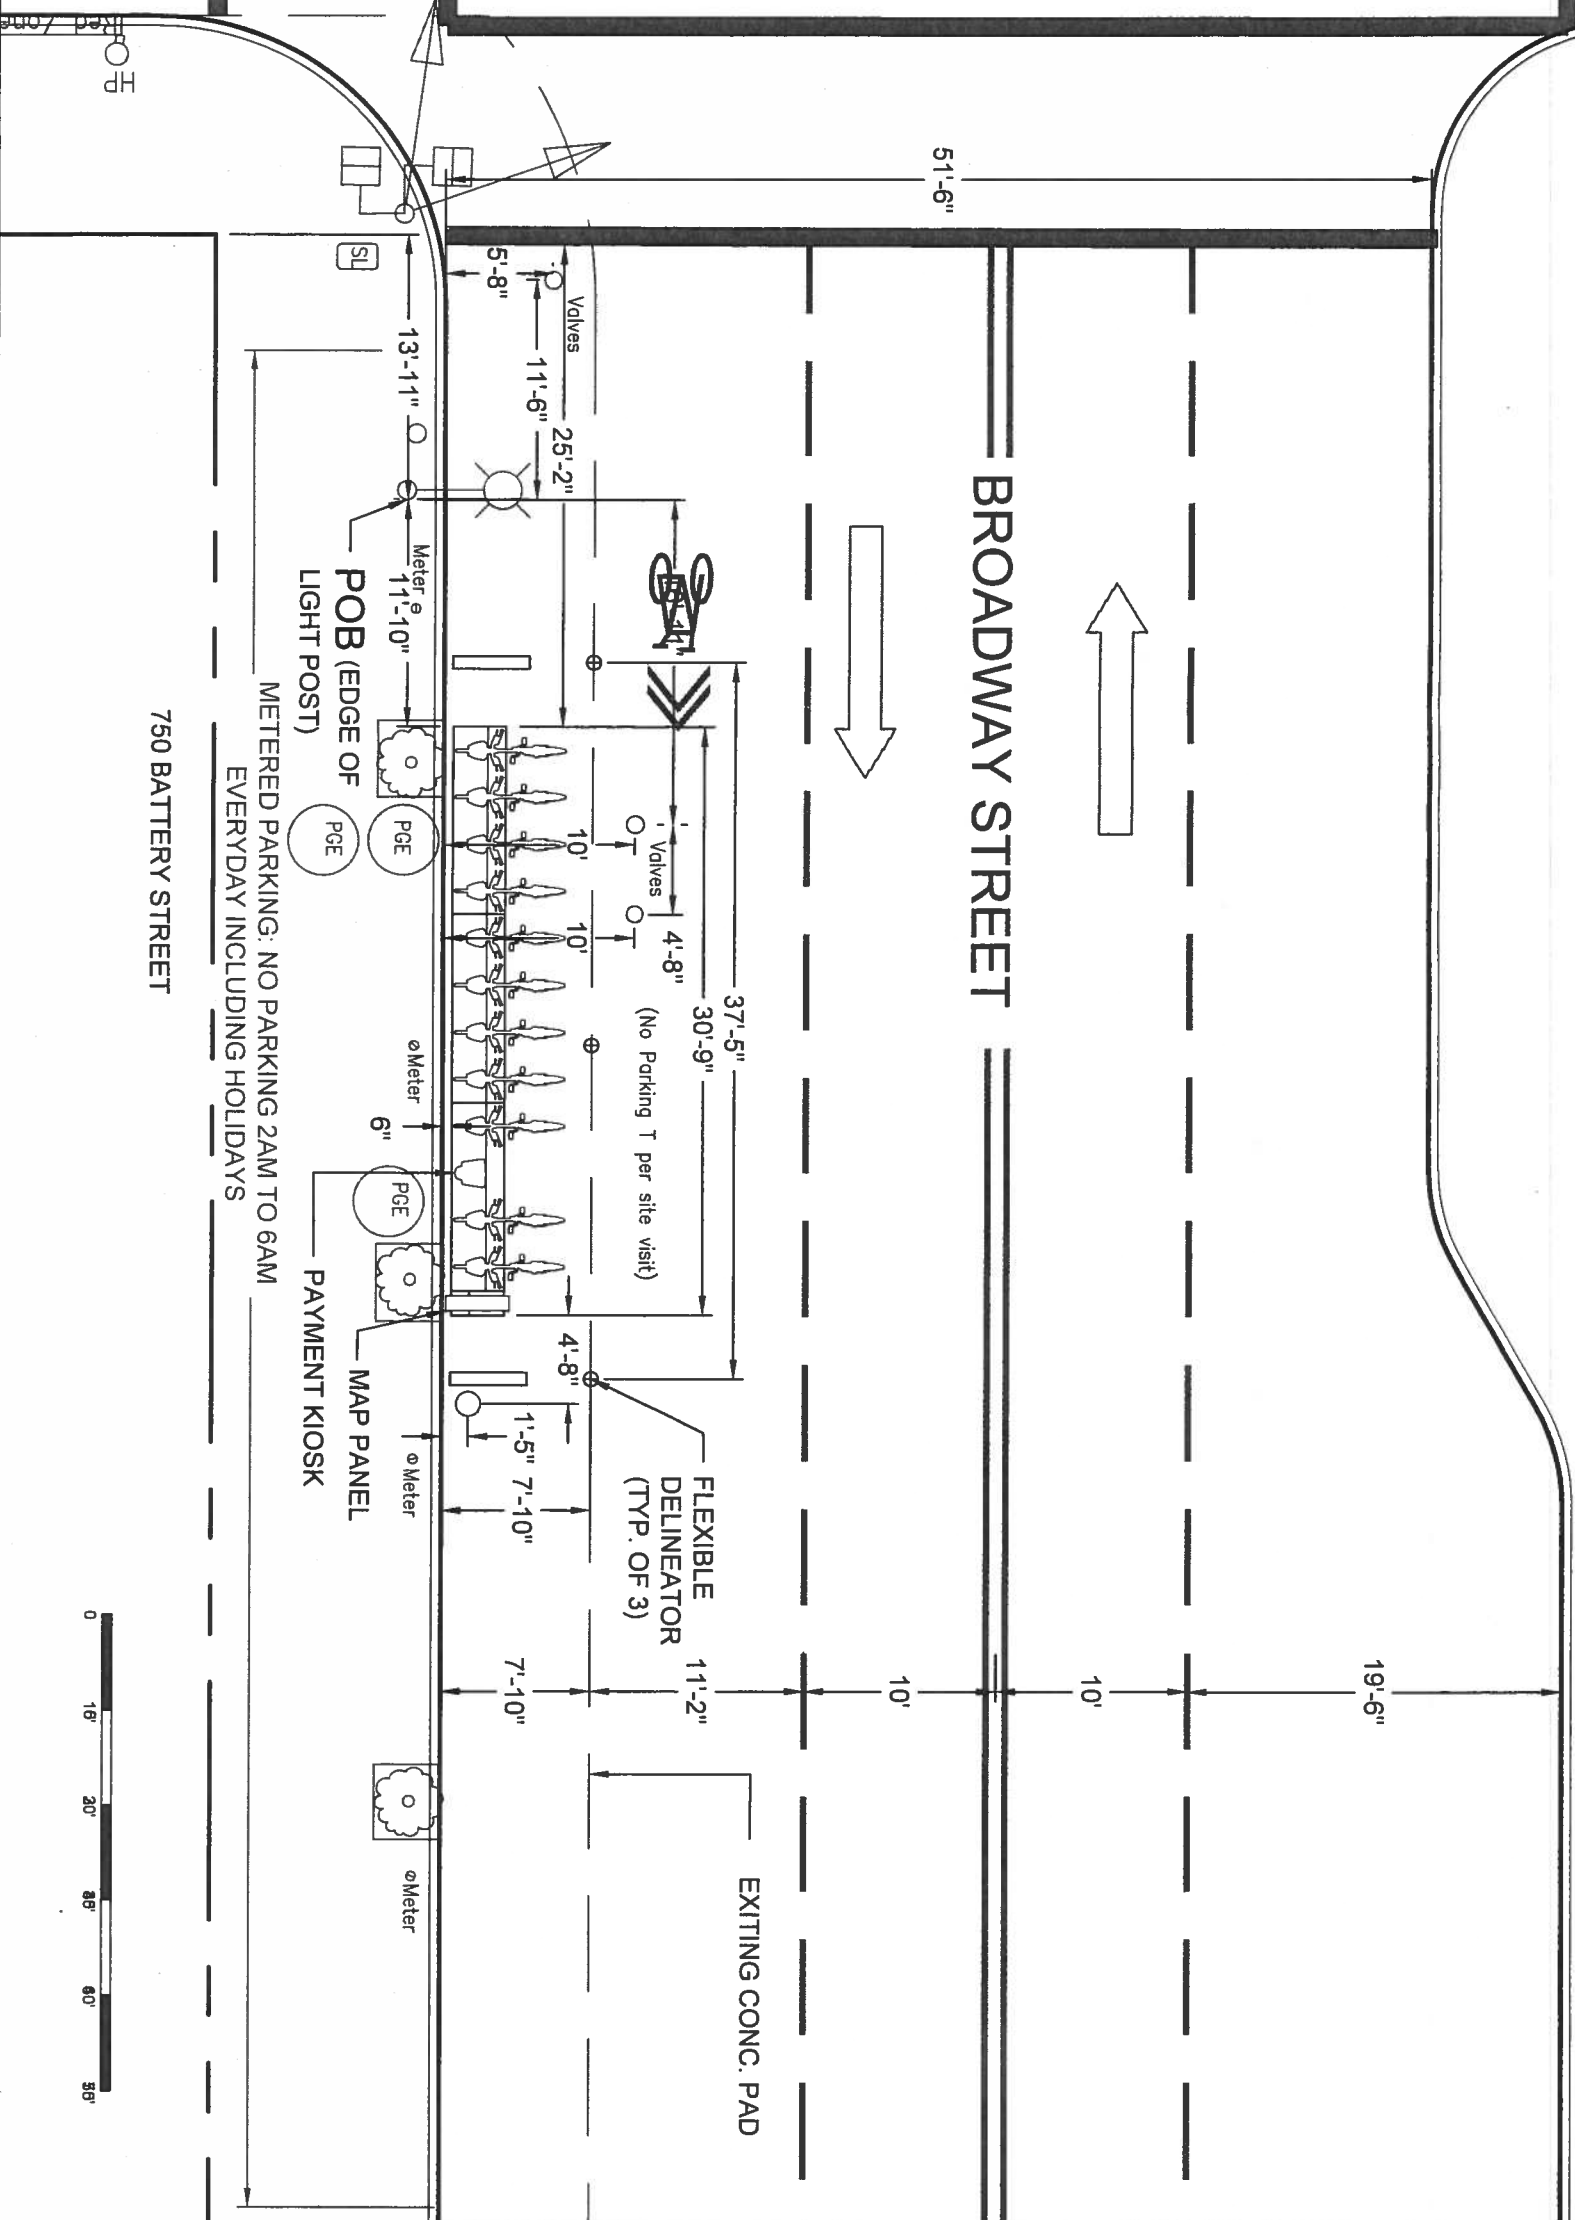 Red Zone
HP
51'-6"
SL
5'-8"
Valves
13'-11"
11'-6"
25'-2"
BROADWAY STREET
Meter
11'-10"
POB (EDGE OF
LIGHT POST)
37'-5"
30'-9"
10'
Valves
10'
4'-8"
(No Parking T per site visit)
PGE
PGE
Meter
6"
PGE
METERED PARKING: NO PARKING 2AM TO 6AM
EVERYDAY INCLUDING HOLIDAYS
750 BATTERY STREET
PAYMENT KIOSK
MAP PANEL
4'-8"
1'-5"
7'-10"
Meter
FLEXIBLE
DELINEATOR
(TYP. OF 3)
19'-6"
10'
10'
11'-2"
7'-10"
EXITING CONC. PAD
Meter
0